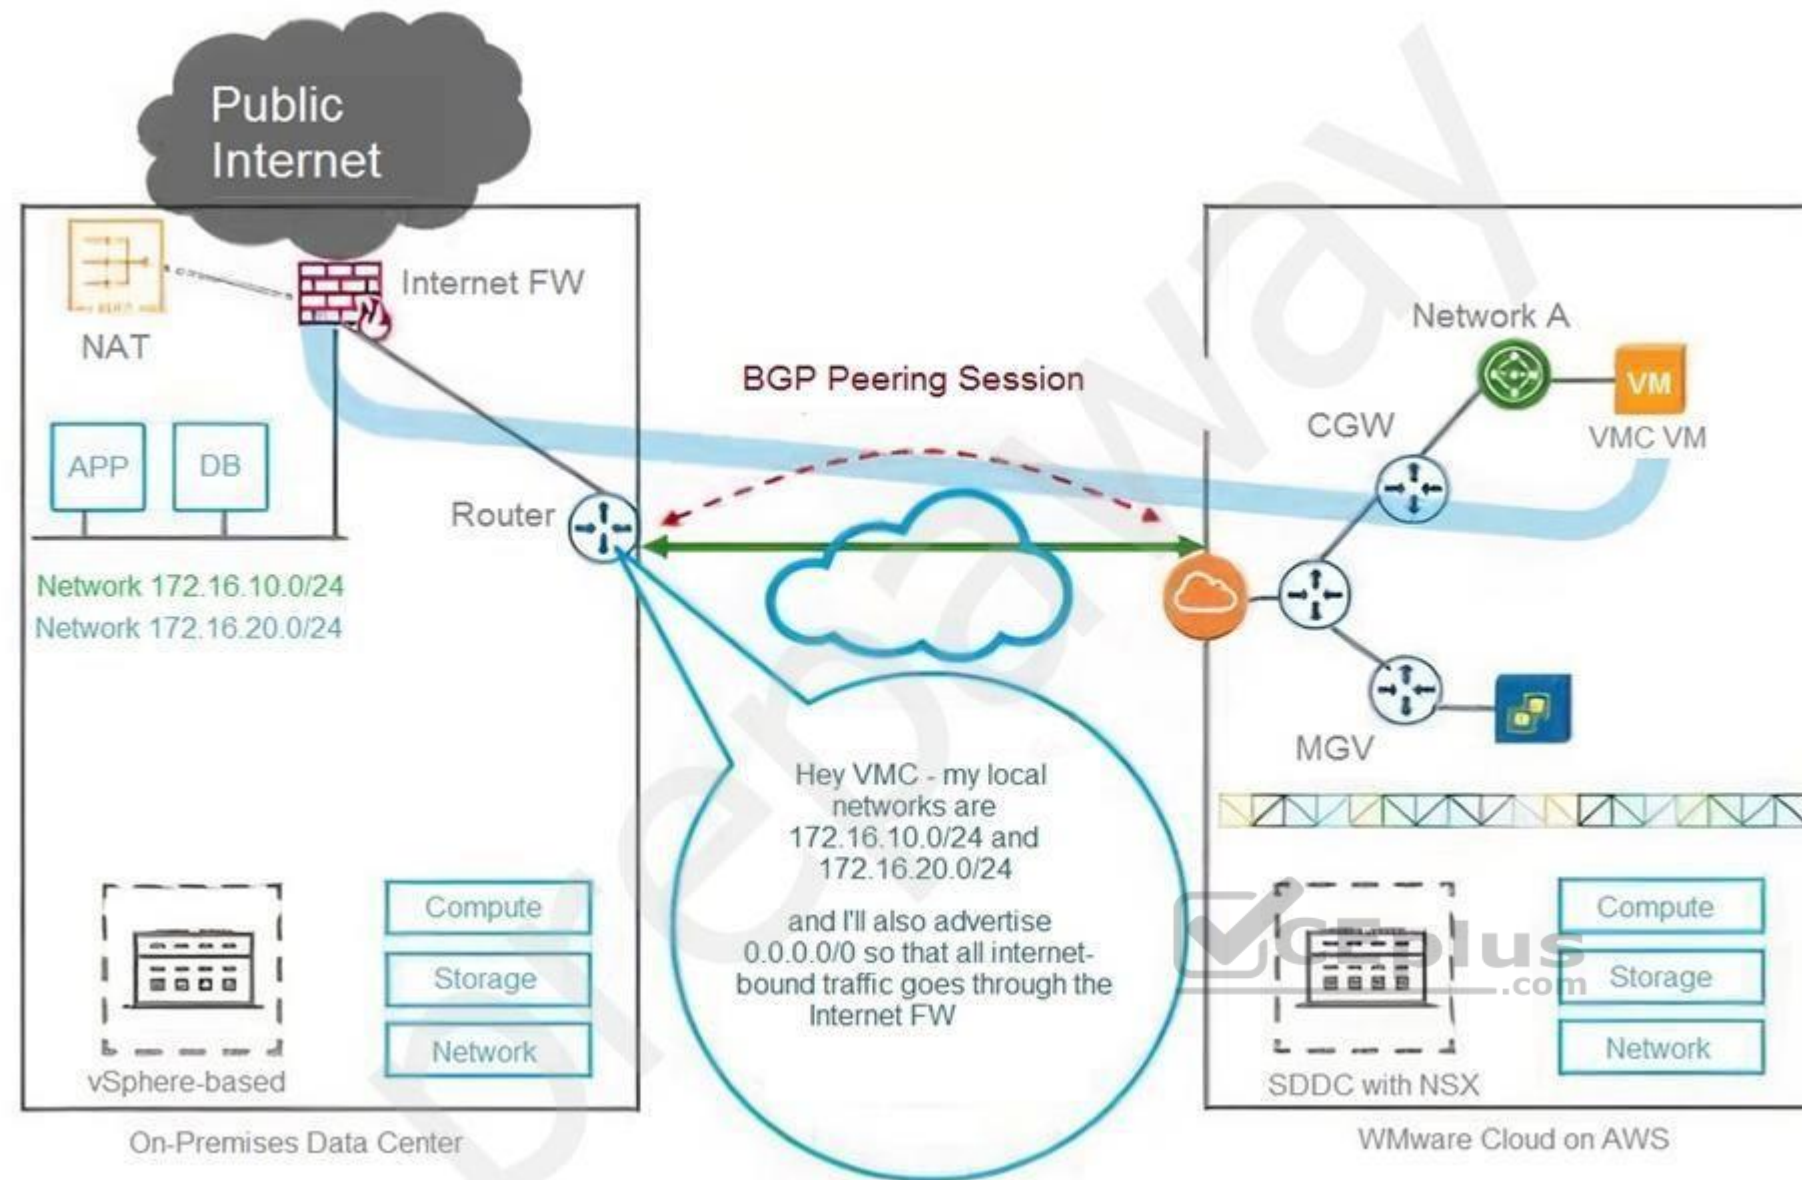 Public
Internet
NAT
Internet FW
APP
DB
Network 172.16.10.0/24
Network 172.16.20.0/24
Router
BGP Peering Session
Network A
VM
CGW
VMC VM
MGV
Hey VMC - my local
networks are
172.16.10.0/24 and
172.16.20.0/24
and I'll also advertise
0.0.0.0/0 so that all internet-
bound traffic goes through the
Internet FW
vSphere-based
Compute
Storage
Network
On-Premises Data Center
SDDC with NSX
Compute
Storage
Network
WMware Cloud on AWS
prepaway
CEplus
.com